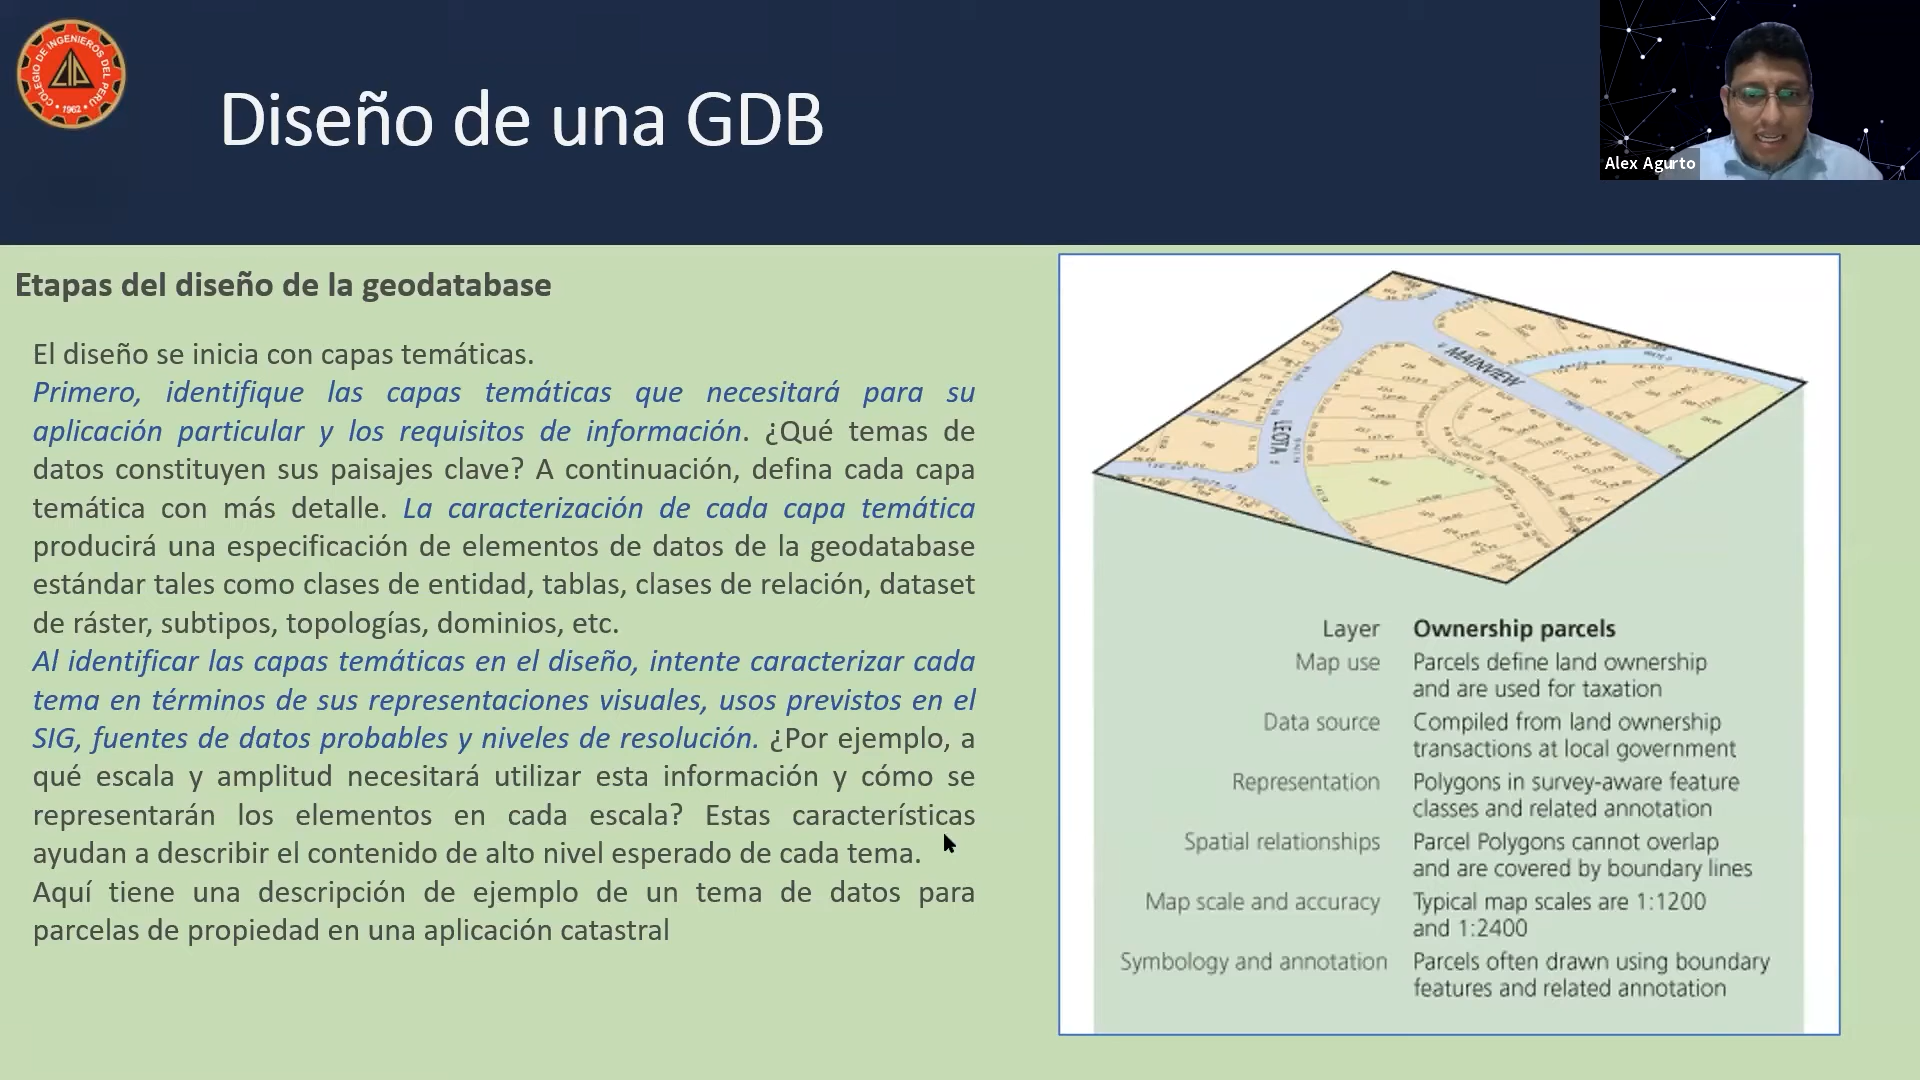 COLEGIO DE INGENIEROS DEL PERU
CIP
1962
Diseño de una GDB
Alex Agurto
Etapas del diseño de la geodatabase
El diseño se inicia con capas temáticas.
Primero, identifique las capas temáticas que necesitará para su
aplicación particular y los requisitos de información. ¿Qué temas de
datos constituyen sus paisajes clave? A continuación, defina cada capa
temática con más detalle. La caracterización de cada capa temática
producirá una especificación de elementos de datos de la geodatabase
estándar tales como clases de entidad, tablas, clases de relación, dataset
de ráster, subtipos, topologías, dominios, etc.
Al identificar las capas temáticas en el diseño, intente caracterizar cada
tema en términos de sus representaciones visuales, usos previstos en el
SIG, fuentes de datos probables y niveles de resolución. ¿Por ejemplo, a
qué escala y amplitud necesitará utilizar esta información y cómo se
representarán los elementos en cada escala? Estas características
ayudan a describir el contenido de alto nivel esperado de cada tema.
Aquí tiene una descripción de ejemplo de un tema de datos para
parcelas de propiedad en una aplicación catastral
MAINVIEW
LEOTA
Layer Ownership parcels
Map use Parcels define land ownership
and are used for taxation
Data source Compiled from land ownership
transactions at local government
Representation Polygons in survey-aware feature
classes and related annotation
Spatial relationships Parcel Polygons cannot overlap
and are covered by boundary lines
Map scale and accuracy Typical map scales are 1:1200
and 1:2400
Symbology and annotation Parcels often drawn using boundary
features and related annotation